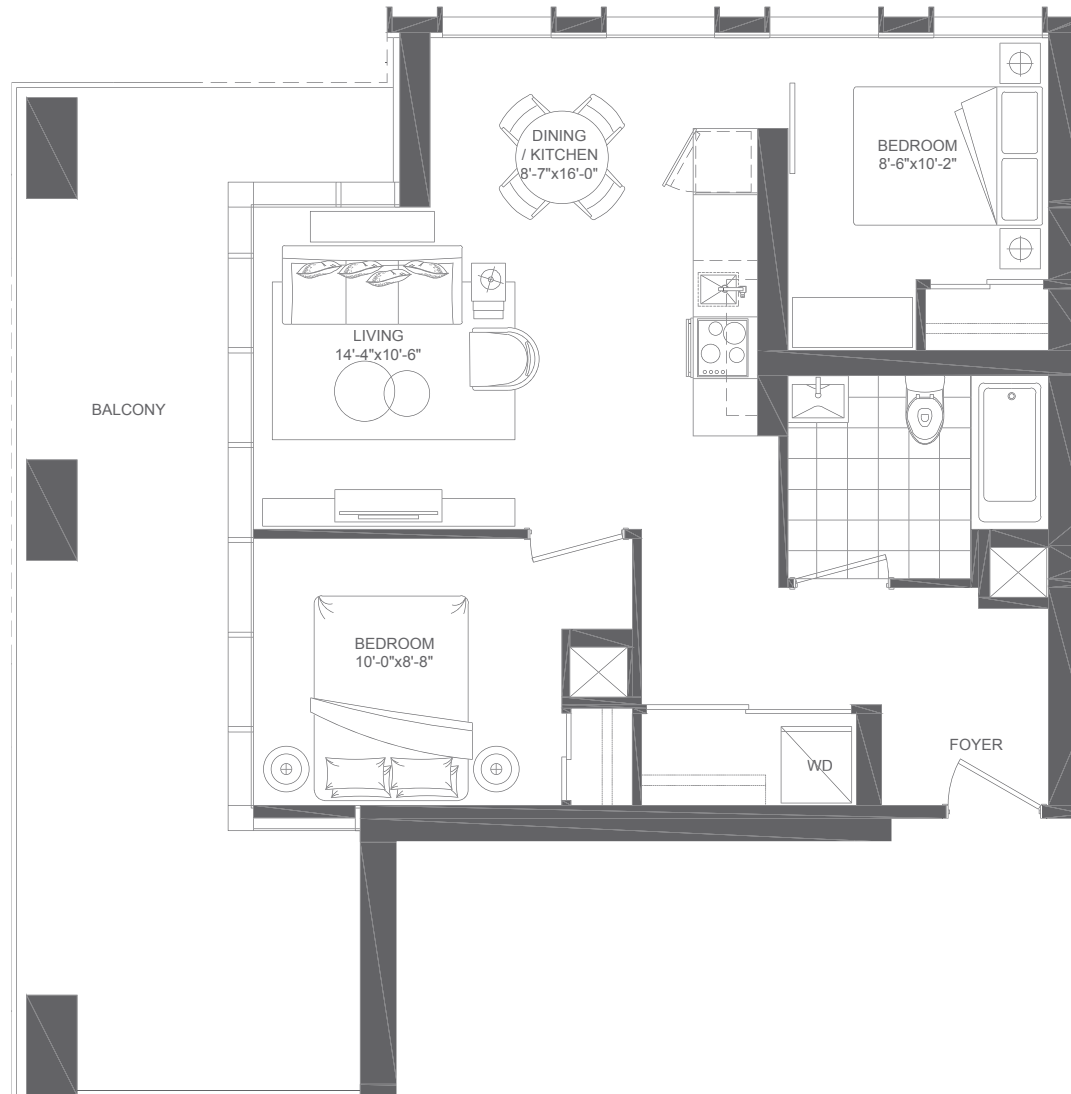 DINING
/ KITCHEN
8'-7"x16'-0"
BEDROOM
8'-6"x10'-2"
LIVING
14'-4"x10'-6"
BALCONY
BEDROOM
10'-0"x8'-8"
FOYER
WD